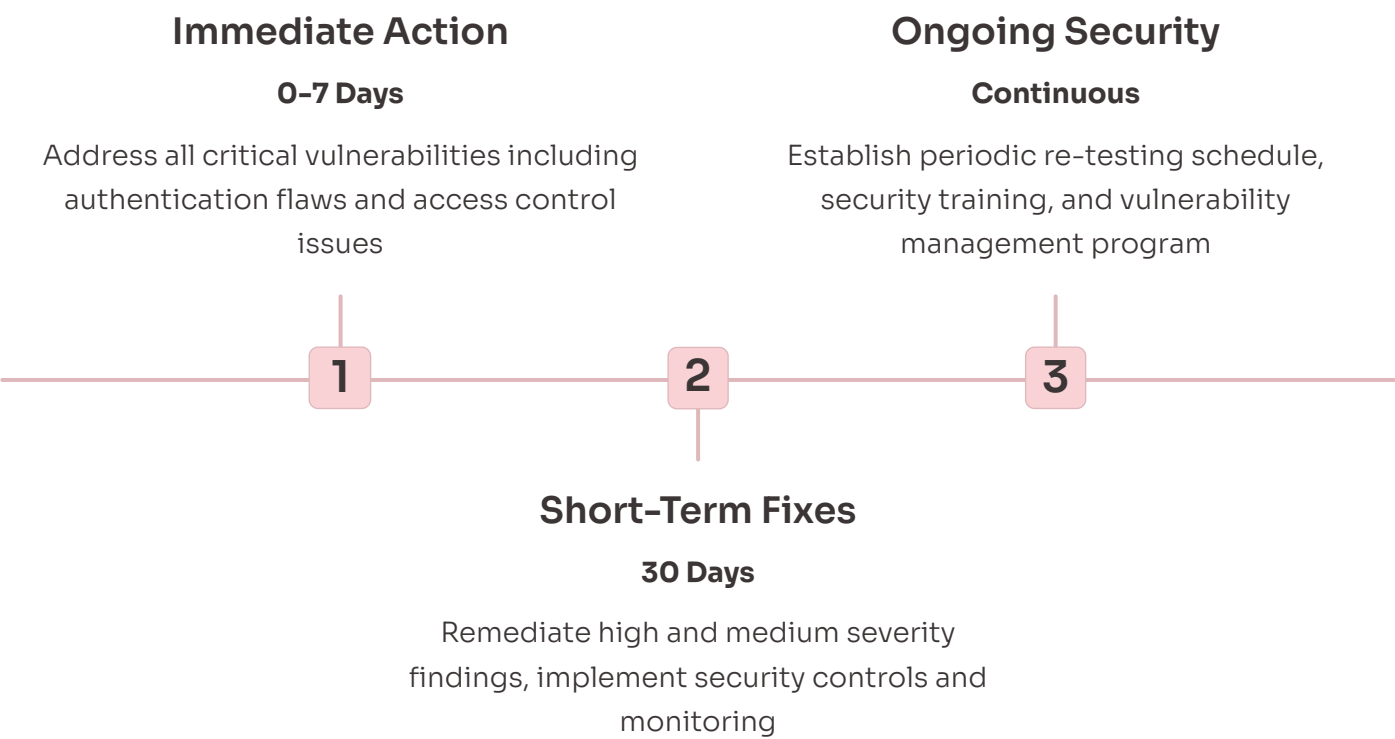 Immediate Action
0-7 Days
Address all critical vulnerabilities including
authentication flaws and access control
issues
Ongoing Security
Continuous
Establish periodic re-testing schedule,
security training, and vulnerability
management program
1
2
3
Short-Term Fixes
30 Days
Remediate high and medium severity
findings, implement security controls and
monitoring